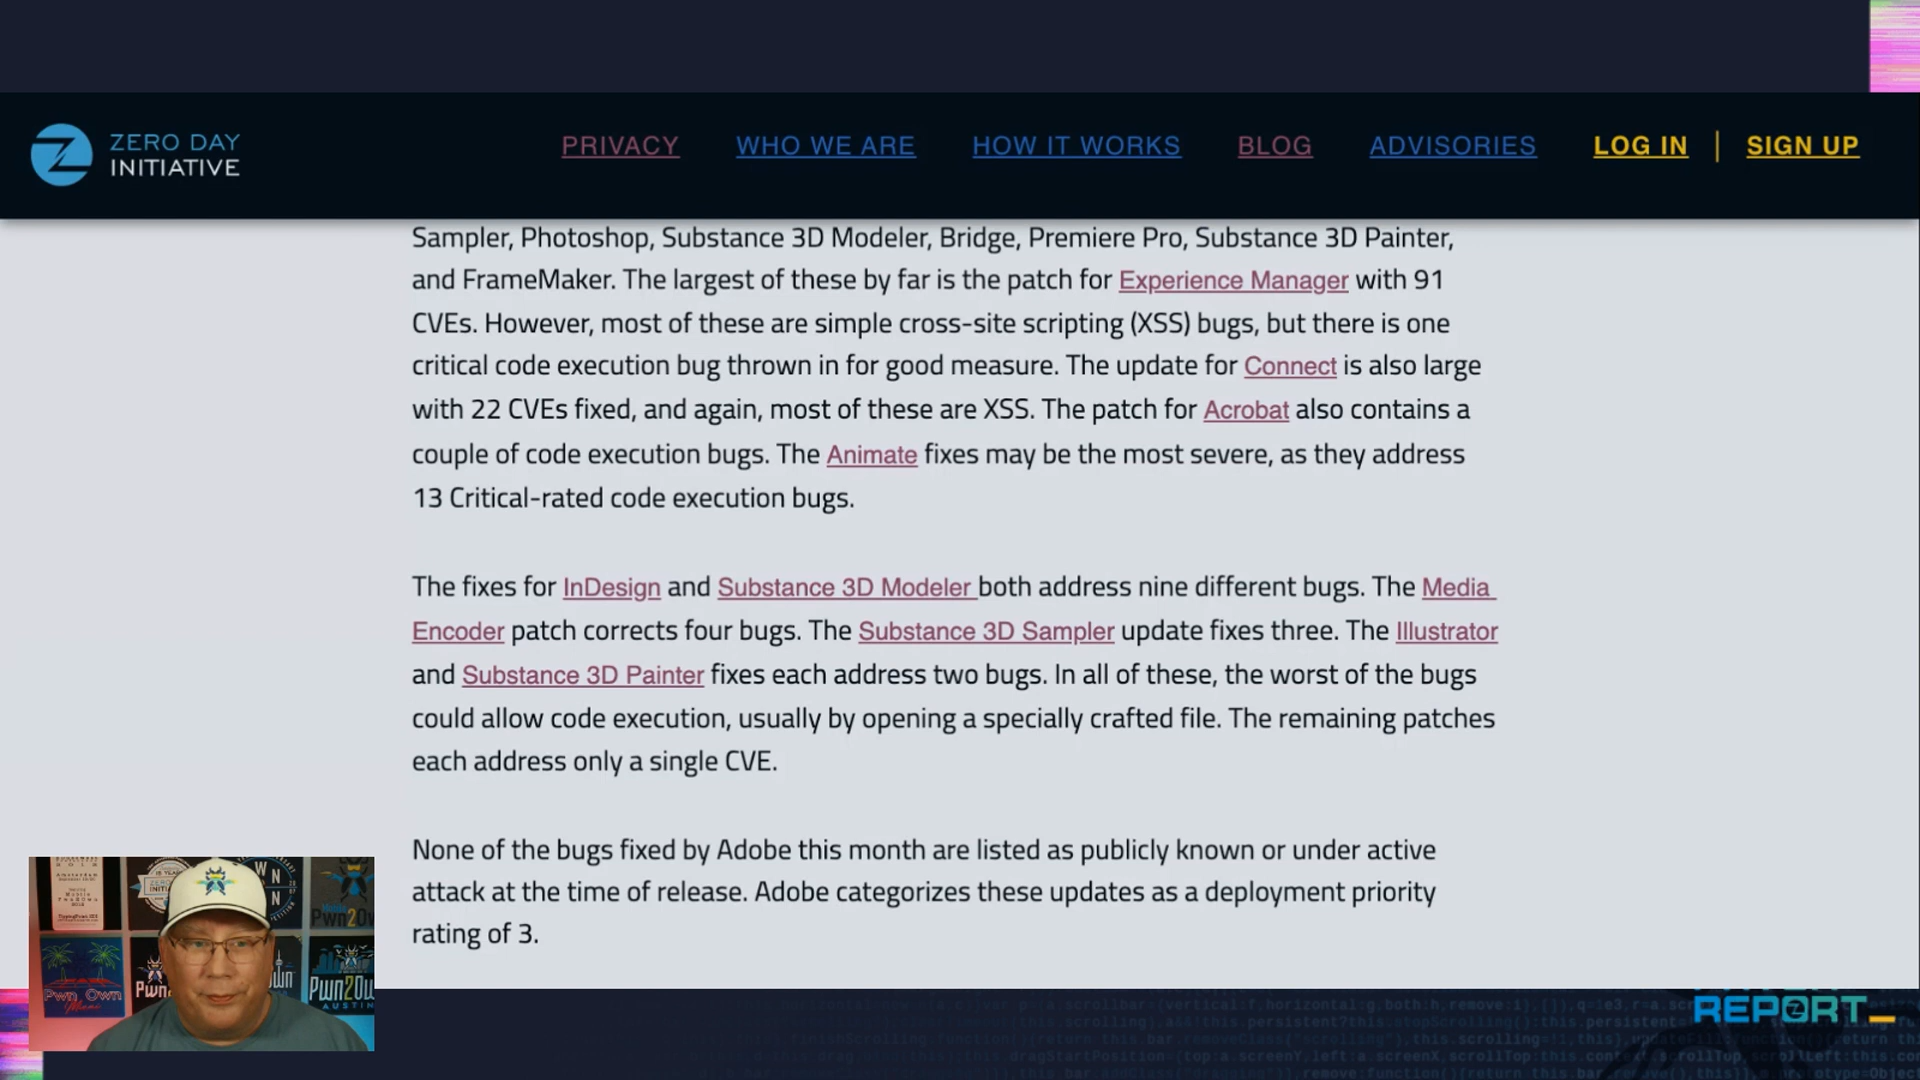 ZERO DAY
INITIATIVE
PRIVACY WHO WE ARE HOW IT WORKS BLOG ADVISORIES LOG IN | SIGN UP
Sampler, Photoshop, Substance 3D Modeler, Bridge, Premiere Pro, Substance 3D Painter,
and FrameMaker. The largest of these by far is the patch for Experience Manager with 91
CVEs. However, most of these are simple cross-site scripting (XSS) bugs, but there is one
critical code execution bug thrown in for good measure. The update for Connect is also large
with 22 CVEs fixed, and again, most of these are XSS. The patch for Acrobat also contains a
couple of code execution bugs. The Animate fixes may be the most severe, as they address
13 Critical-rated code execution bugs.
The fixes for InDesign and Substance 3D Modeler both address nine different bugs. The Media
Encoder patch corrects four bugs. The Substance 3D Sampler update fixes three. The Illustrator
and Substance 3D Painter fixes each address two bugs. In all of these, the worst of the bugs
could allow code execution, usually by opening a specially crafted file. The remaining patches
each address only a single CVE.
None of the bugs fixed by Adobe this month are listed as publicly known or under active
attack at the time of release. Adobe categorizes these updates as a deployment priority
rating of 3.
Pwn Own
Miami
Pwn2Ow
AUSTIN
REPORT_